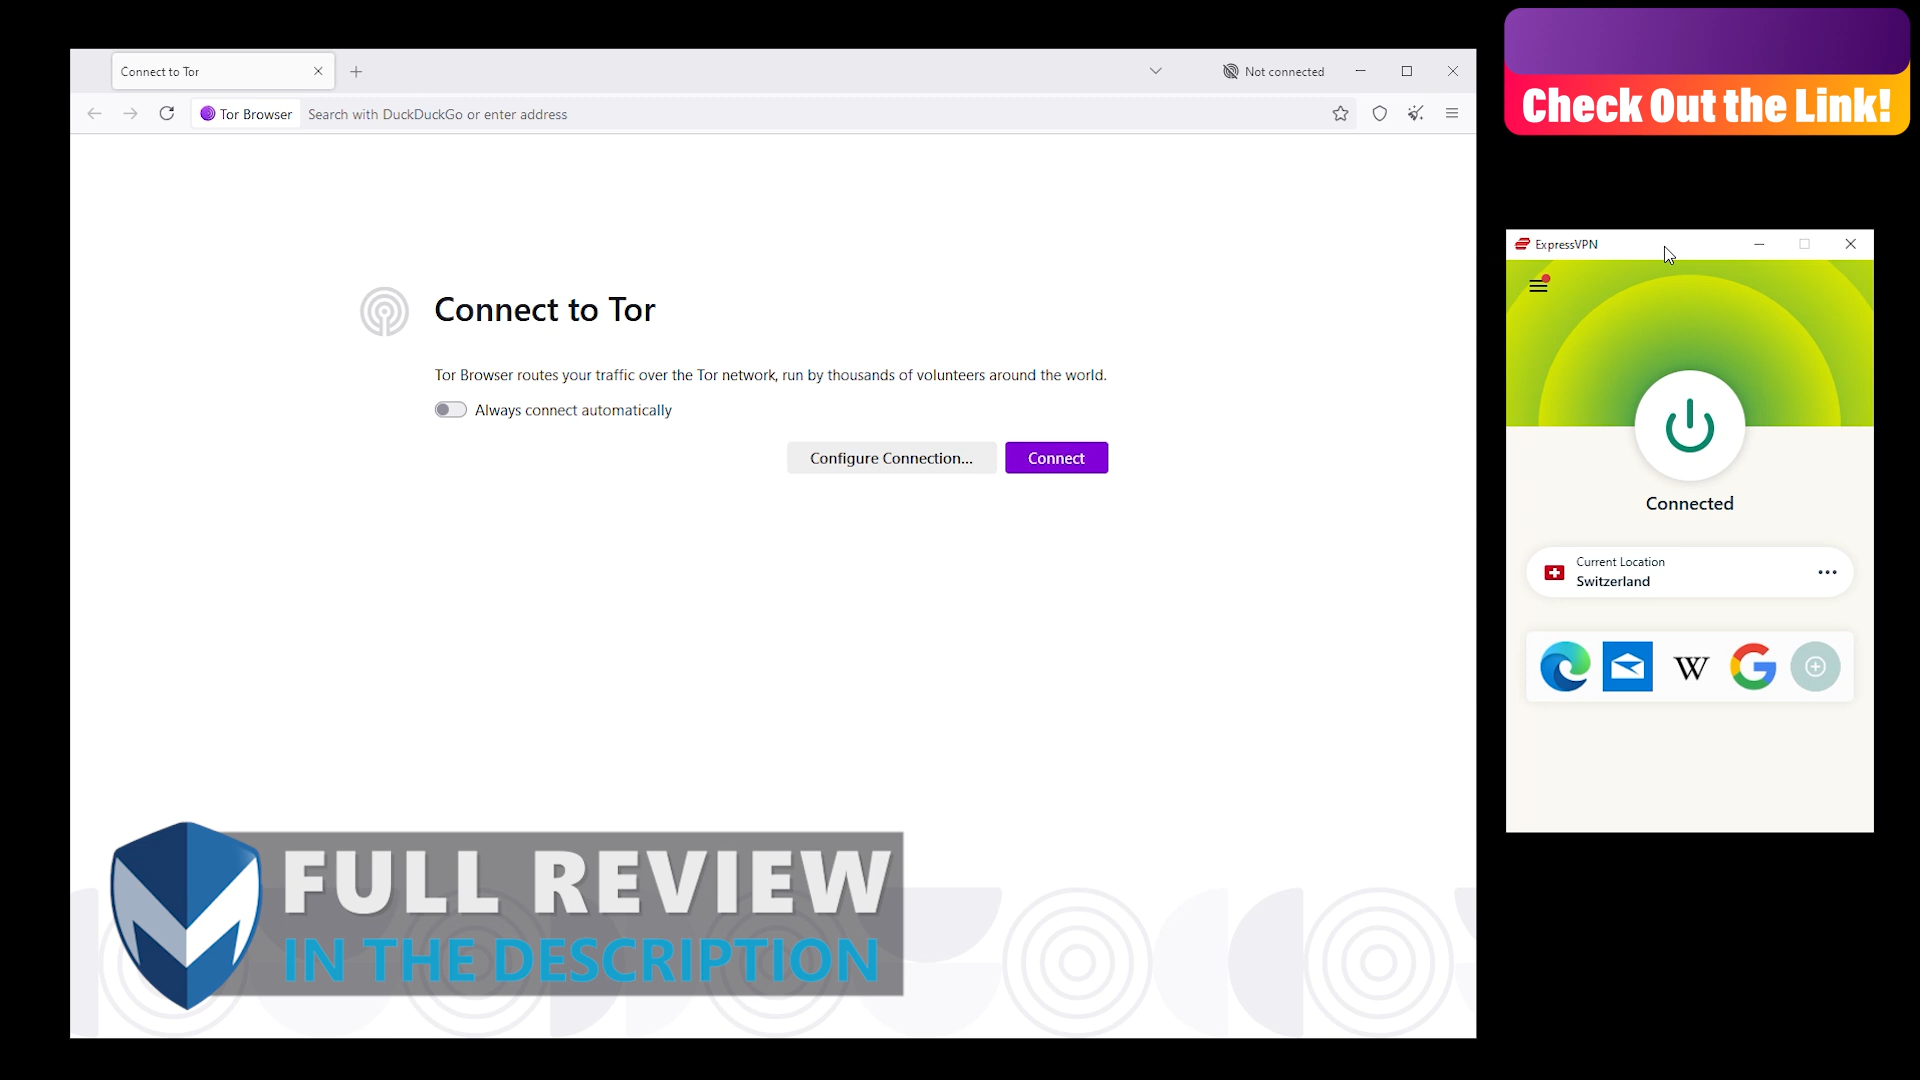 Connect to Tor
Not connected
Tor Browser
Search with DuckDuckGo or enter address
Connect to Tor
Tor Browser routes your traffic over the Tor network, run by thousands of volunteers around the world.
Always connect automatically
Configure Connection...
Connect
FULL REVIEW
IN THE DESCRIPTION
Check Out the Link!
ExpressVPN
Connected
Current Location
Switzerland
W
G